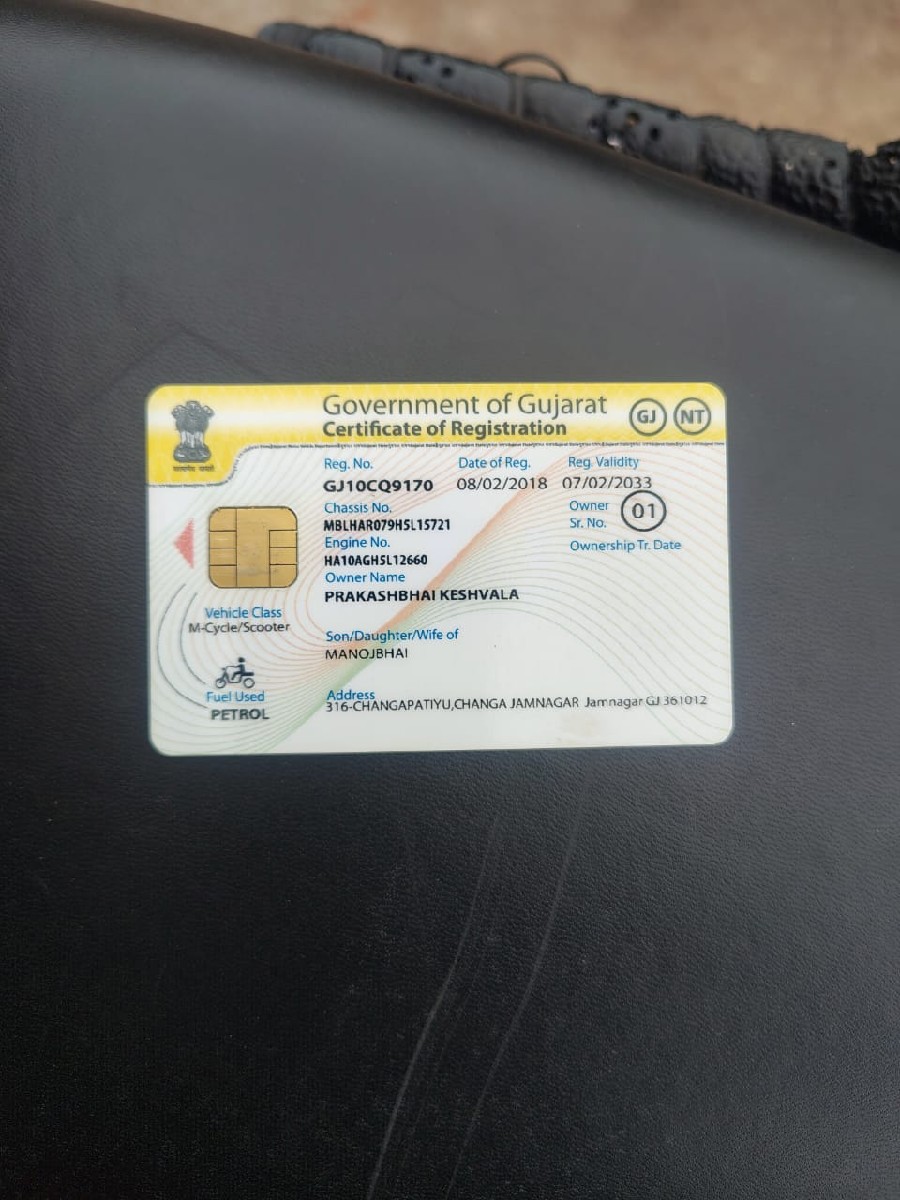 Government of Gujarat
Certificate of Registration
GJ NT
सत्यमेव जयते
Reg. No. Date of Reg. Reg. Validity
GJ10CQ9170 08/02/2018 07/02/2033
Chassis No. Owner
MBLHAR079H5L15721 Sr. No. 01
Engine No. Ownership Tr. Date
HA10AGH5L12660
Owner Name
PRAKASHBHAI KESHVALA
Vehicle Class
M-Cycle/Scooter
Son/Daughter/Wife of
MANOJBHAI
Fuel Used
PETROL
Address
316-CHANGAPATIYU,CHANGA JAMNAGAR Jamnagar GJ 361012